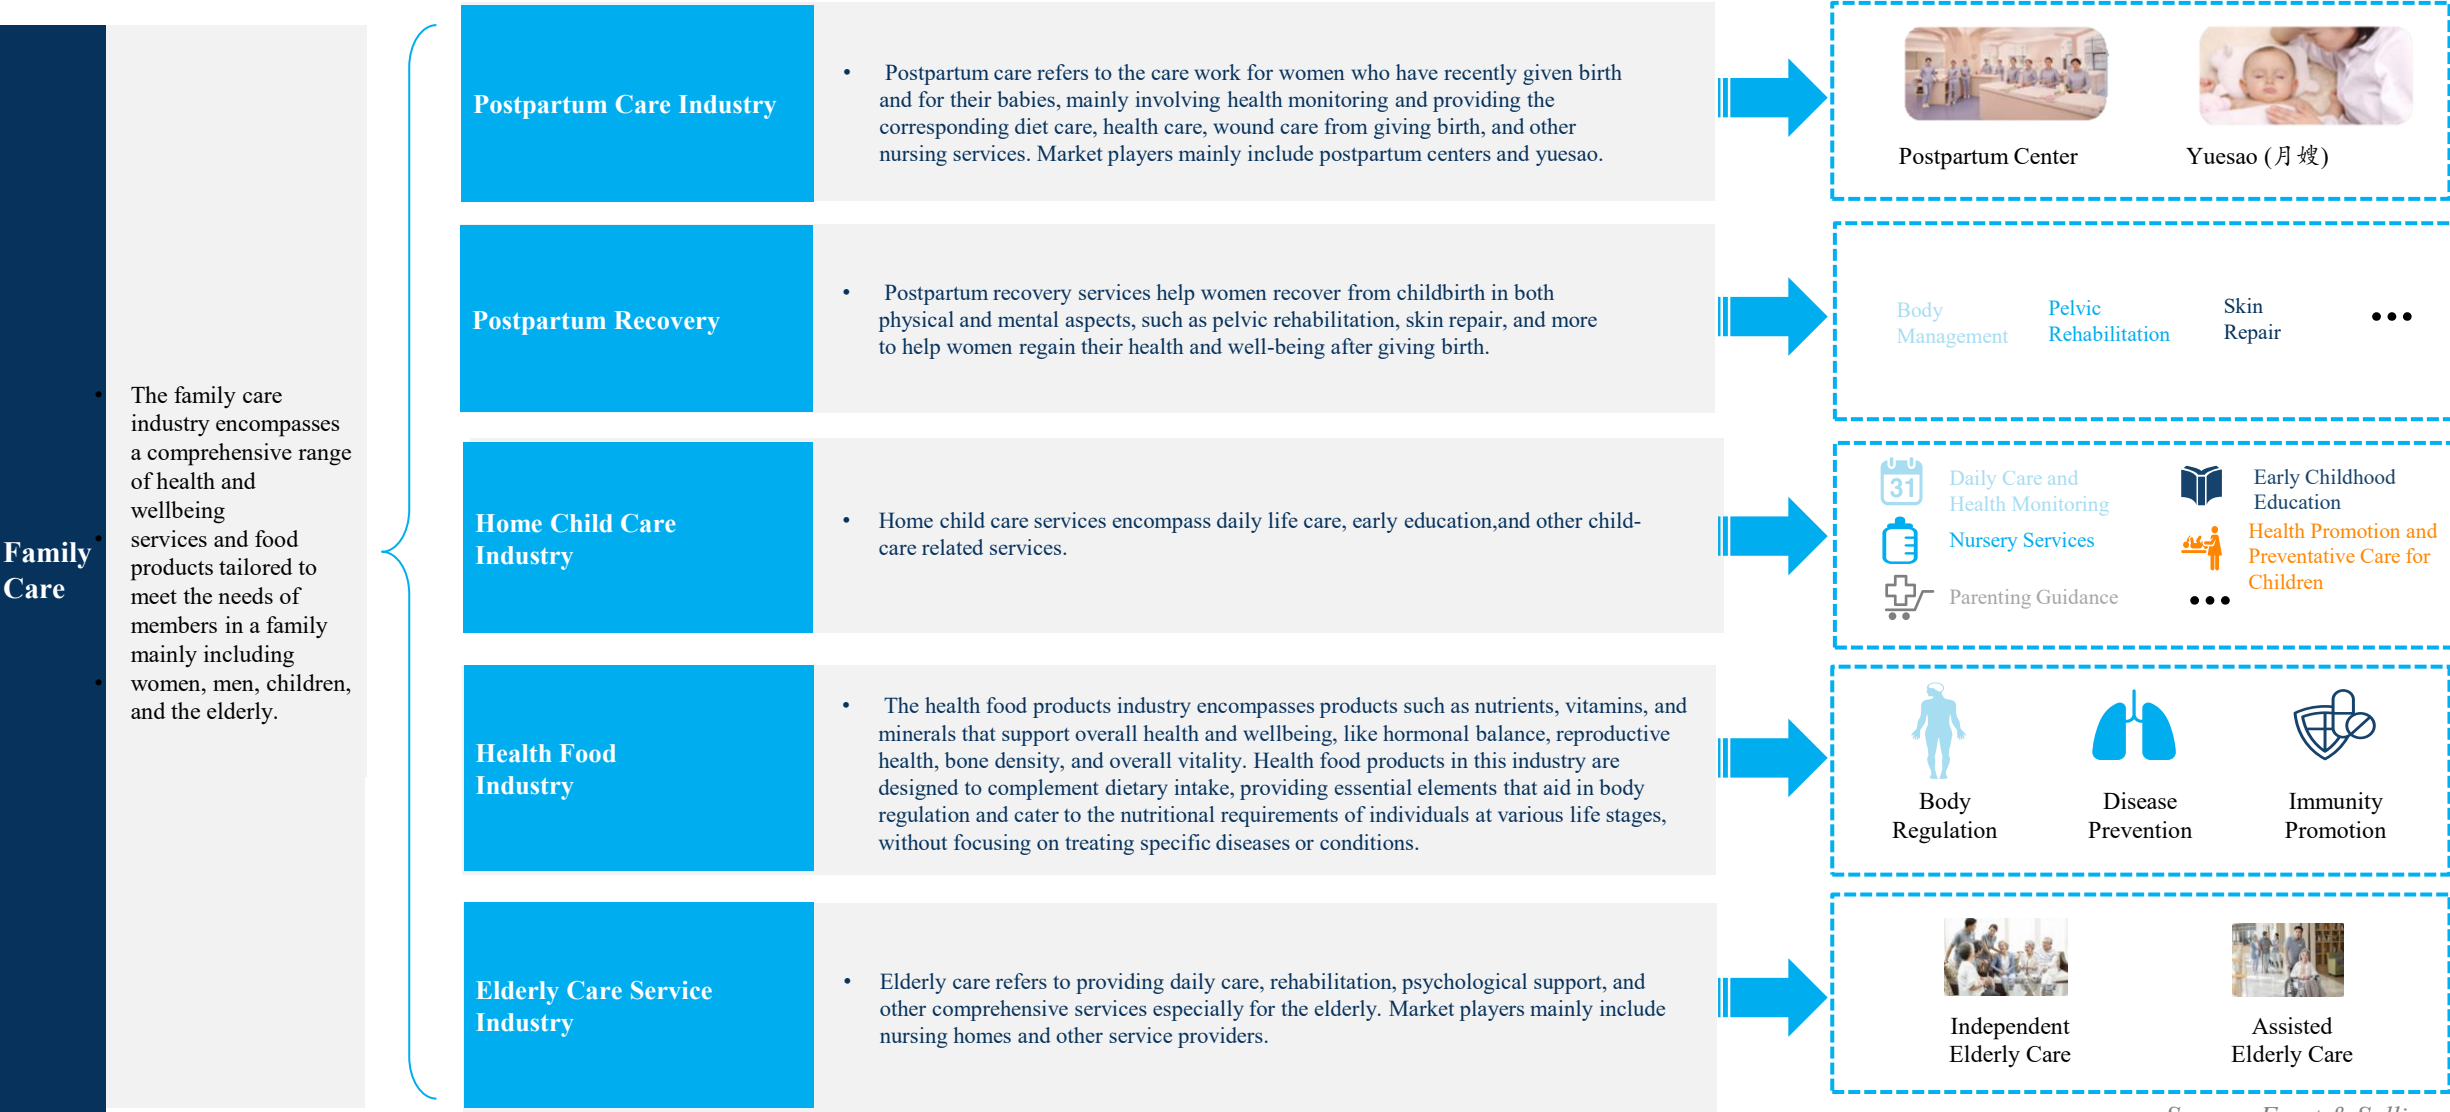 Family
Care
• The family care
industry encompasses
a comprehensive range
of health and
wellbeing
• services and food
products tailored to
meet the needs of
members in a family
mainly including
• women, men, children,
and the elderly.
Postpartum Care Industry
• Postpartum care refers to the care work for women who have recently given birth
and for their babies, mainly involving health monitoring and providing the
corresponding diet care, health care, wound care from giving birth, and other
nursing services. Market players mainly include postpartum centers and yuesao.
Postpartum Center
Yuesao (月嫂)
Postpartum Recovery
• Postpartum recovery services help women recover from childbirth in both
physical and mental aspects, such as pelvic rehabilitation, skin repair, and more
to help women regain their health and well-being after giving birth.
Body
Management
Pelvic
Rehabilitation
Skin
Repair
•••
Home Child Care
Industry
• Home child care services encompass daily life care, early education,and other child-
care related services.
31
Daily Care and
Health Monitoring
Nursery Services
Parenting Guidance
Early Childhood
Education
Health Promotion and
Preventative Care for
Children
•••
Health Food
Industry
• The health food products industry encompasses products such as nutrients, vitamins, and
minerals that support overall health and wellbeing, like hormonal balance, reproductive
health, bone density, and overall vitality. Health food products in this industry are
designed to complement dietary intake, providing essential elements that aid in body
regulation and cater to the nutritional requirements of individuals at various life stages,
without focusing on treating specific diseases or conditions.
Body
Regulation
Disease
Prevention
Immunity
Promotion
Elderly Care Service
Industry
• Elderly care refers to providing daily care, rehabilitation, psychological support, and
other comprehensive services especially for the elderly. Market players mainly include
nursing homes and other service providers.
Independent
Elderly Care
Assisted
Elderly Care